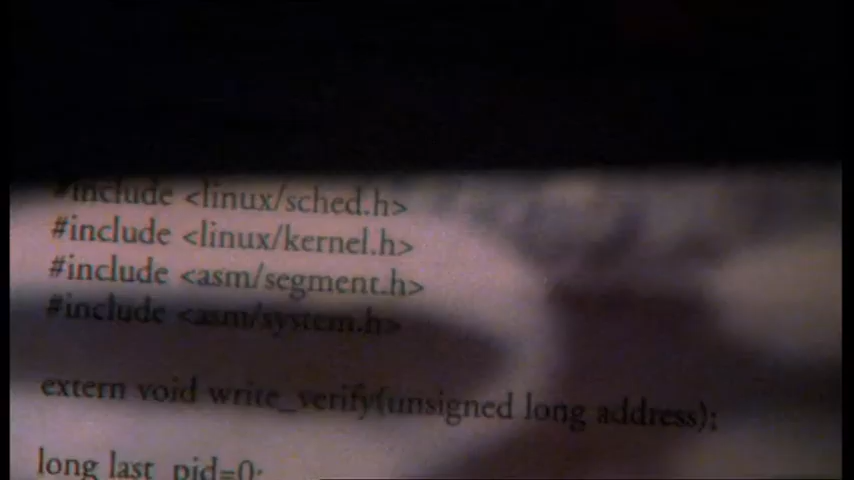 #include <linux/sched.h>
#include <linux/kernel.h>
#include <asm/segment.h>
#include <asm/system.h>
extern void write_verify(unsigned long address);
long last_pid=0;